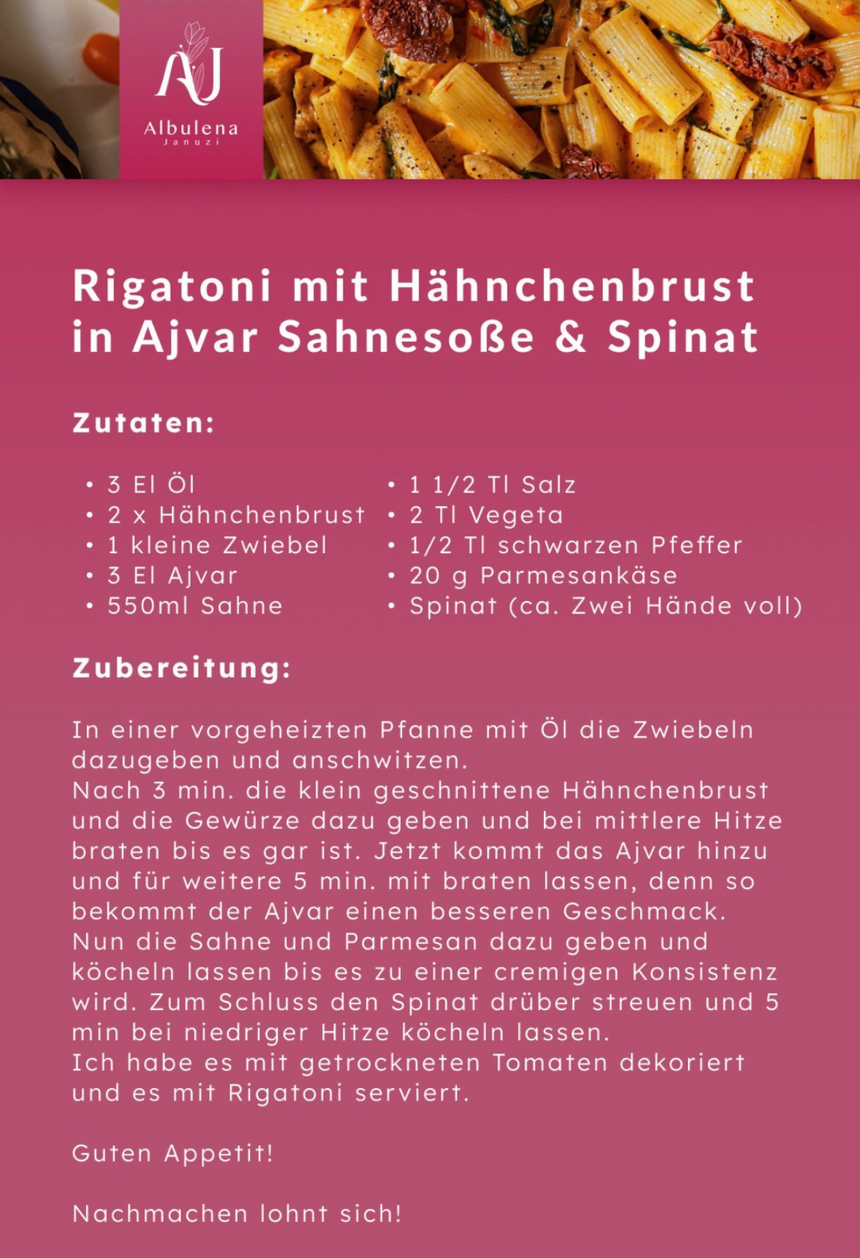 AJ
Albulena
Januzi
Rigatoni mit Hähnchenbrust
in Ajvar Sahnesoße & Spinat
Zutaten:
• 3 El Öl
• 2 x Hähnchenbrust
• 1 kleine Zwiebel
• 3 El Ajvar
• 550ml Sahne
• 1 1/2 Tl Salz
• 2 Tl Vegeta
• 1/2 Tl schwarzen Pfeffer
• 20 g Parmesankäse
• Spinat (ca. Zwei Hände voll)
Zubereitung:
In einer vorgeheizten Pfanne mit Öl die Zwiebeln
dazugeben und anschwitzen.
Nach 3 min. die klein geschnittene Hähnchenbrust
und die Gewürze dazu geben und bei mittlere Hitze
braten bis es gar ist. Jetzt kommt das Ajvar hinzu
und für weitere 5 min. mit braten lassen, denn so
bekommt der Ajvar einen besseren Geschmack.
Nun die Sahne und Parmesan dazu geben und
köcheln lassen bis es zu einer cremigen Konsistenz
wird. Zum Schluss den Spinat drüber streuen und 5
min bei niedriger Hitze köcheln lassen.
Ich habe es mit getrockneten Tomaten dekoriert
und es mit Rigatoni serviert.
Guten Appetit!
Nachmachen lohnt sich!